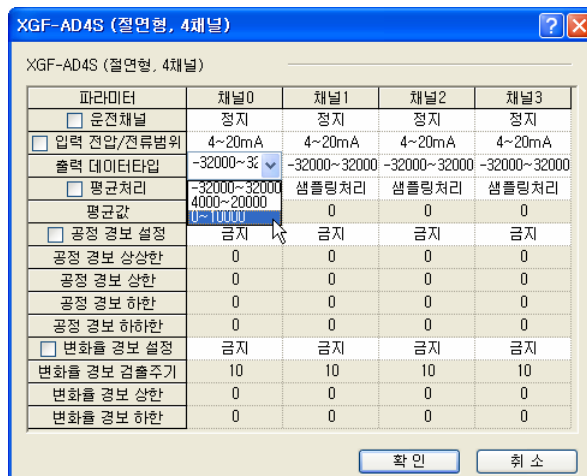 XGF-AD4S (절연형, 4채널)
XGF-AD4S (절연형, 4채널)
파라미터 채널0 채널1 채널2 채널3
운전채널 정지 정지 정지 정지
입력 전압/전류범위 4~20mA 4~20mA 4~20mA 4~20mA
출력 데이터타입 -32000~32 -32000~32000 -32000~32000 -32000~32000
평균처리 -32000~32000 샘플링처리 샘플링처리 샘플링처리
4000~20000
평균값 0~10000 0 0 0
공정 경보 설정 금지 금지 금지 금지
공정 경보 상상한 0 0 0 0
공정 경보 상한 0 0 0 0
공정 경보 하한 0 0 0 0
공정 경보 하하한 0 0 0 0
변화율 경보 설정 금지 금지 금지 금지
변화율 경보 검출주기 10 10 10 10
변화율 경보 상한 0 0 0 0
변화율 경보 하한 0 0 0 0
확인 취소